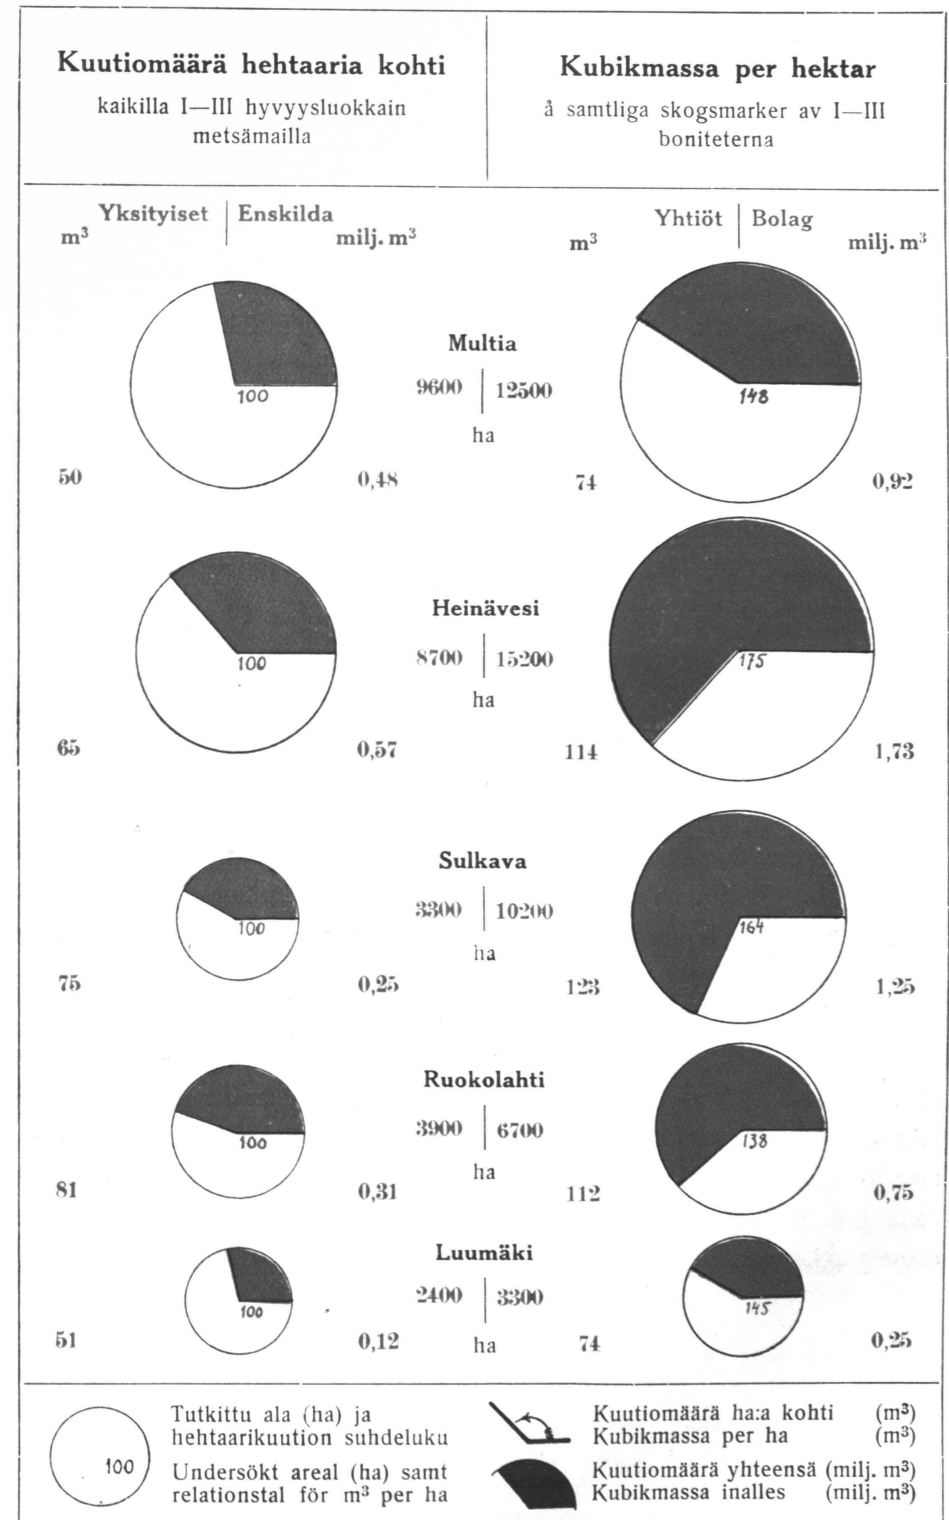 Kuutiomäärä hehtaaria kohti
kaikilla I—III hyvyysluokkain
metsämailla
Kubikmassa per hektar
å samtliga skogsmarker av I—III
boniteterna
Yksityiset | Enskilda
m³ milj. m³
Yhtiöt | Bolag
m³ milj. m³
Multia
9600 | 12500
ha
100
148
50 0,48 74 0,92
Heinävesi
8700 | 15200
ha
100
175
65 0,57 114 1,73
Sulkava
3300 | 10200
ha
100
164
75 0,25 123 1,25
Ruokolahti
3900 | 6700
ha
100
138
81 0,31 112 0,75
Luumäki
2400 | 3300
ha
100
145
51 0,12 74 0,25
100
Tutkittu ala (ha) ja
hehtaarikuution suhdeluku
Undersökt areal (ha) samt
relationstal för m³ per ha
Kuutiomäärä ha:a kohti (m³)
Kubikmassa per ha (m³)
Kuutiomäärä yhteensä (milj. m³)
Kubikmassa inalles (milj. m³)